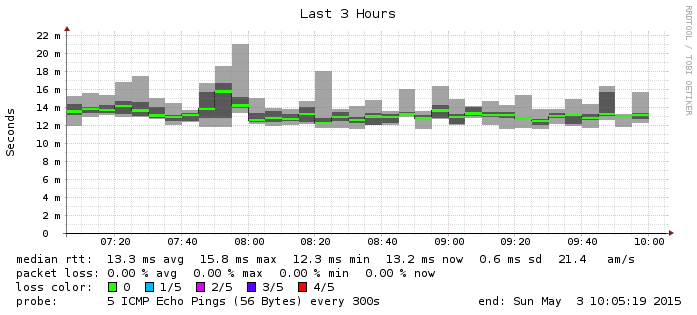 Last 3 Hours
RRDTOOL / TOBI OETIKER
Seconds
22 m
20 m
18 m
16 m
14 m
12 m
10 m
8 m
6 m
4 m
2 m
0
07:20 07:40 08:00 08:20 08:40 09:00 09:20 09:40 10:00
median rtt: 13.3 ms avg 15.8 ms max 12.3 ms min 13.2 ms now 0.6 ms sd 21.4 am/s
packet loss: 0.00 % avg 0.00 % max 0.00 % min 0.00 % now
loss color: 0 1/5 2/5 3/5 4/5
probe: 5 ICMP Echo Pings (56 Bytes) every 300s end: Sun May 3 10:05:19 2015